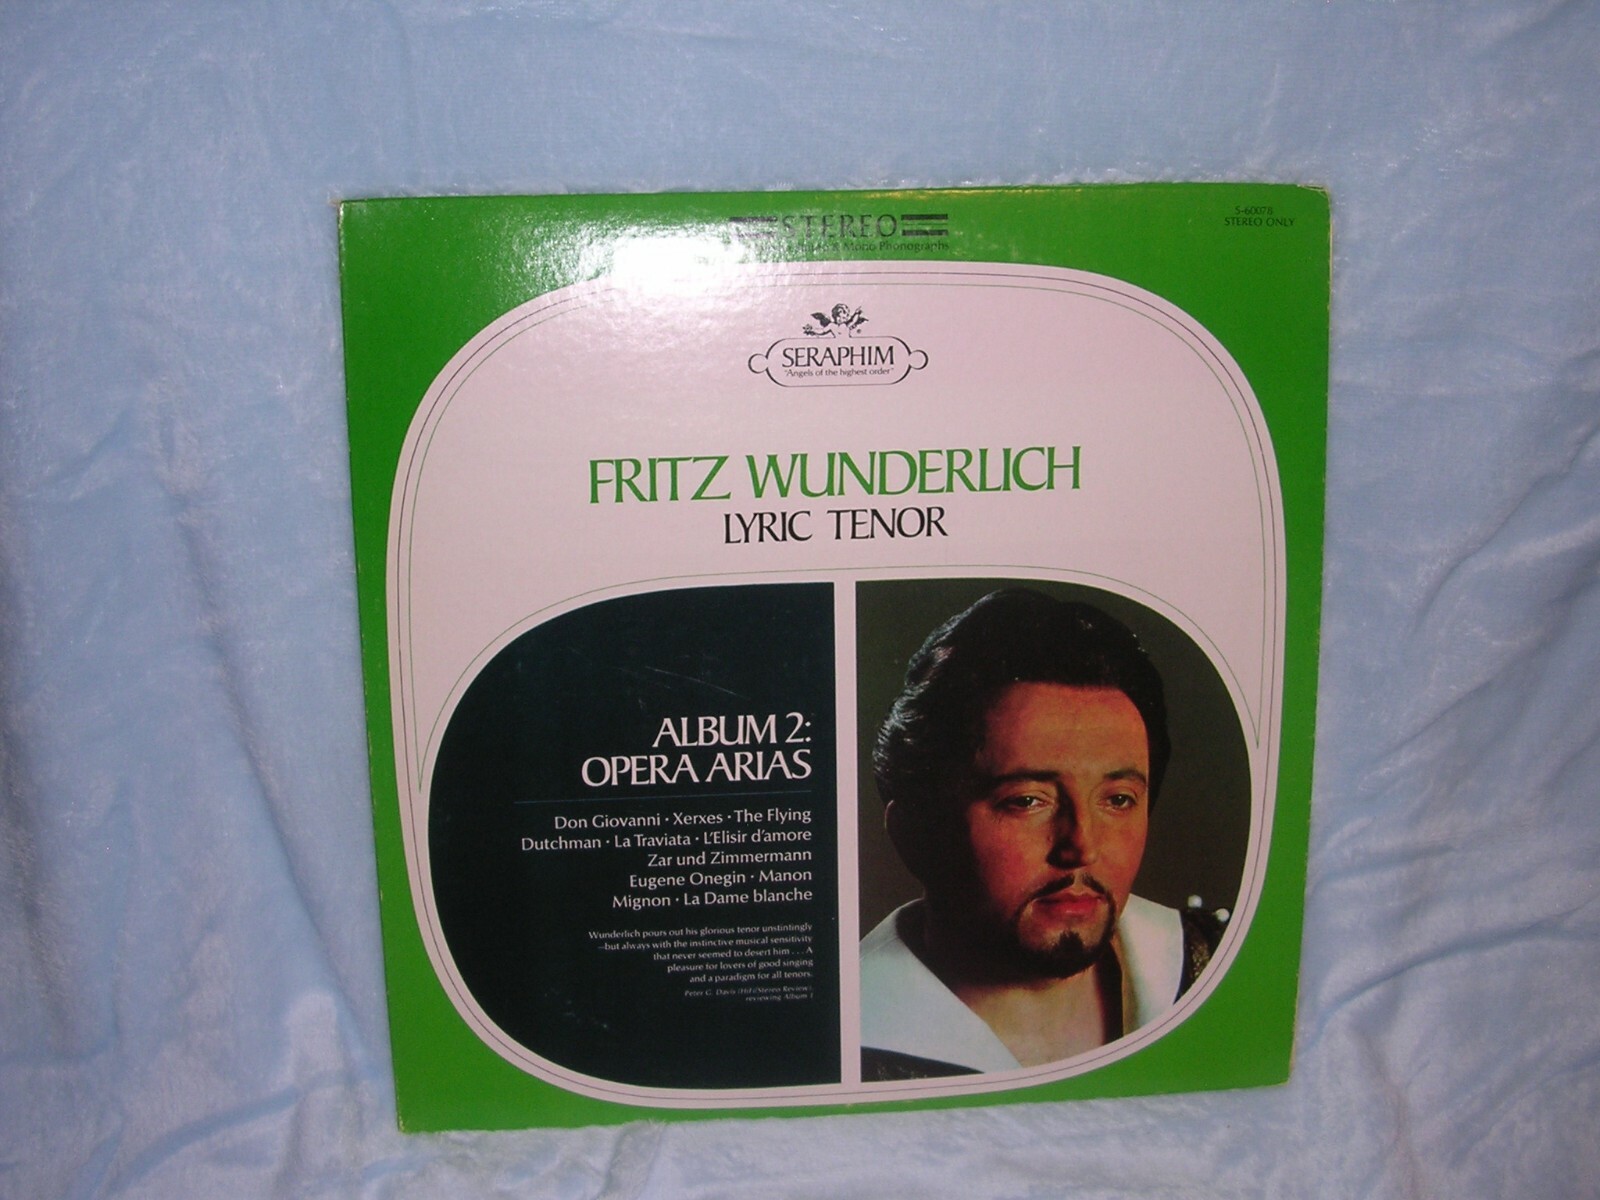 STEREO
& Mono Phonographs
S-60078
STEREO ONLY
SERAPHIM
"Angels of the highest order"
FRITZ WUNDERLICH
LYRIC TENOR
ALBUM 2:
OPERA ARIAS
Don Giovanni · Xerxes · The Flying
Dutchman · La Traviata · L'Elisir d'amore
Zar und Zimmermann
Eugene Onegin · Manon
Mignon · La Dame blanche
Wunderlich pours out his glorious tenor unstintingly
—but always with the instinctive musical sensitivity
that never seemed to desert him . . . A
pleasure for lovers of good singing
and a paradigm for all tenors.
Peter G. Davis (Hifi/Stereo Review)
reviewing Album 1